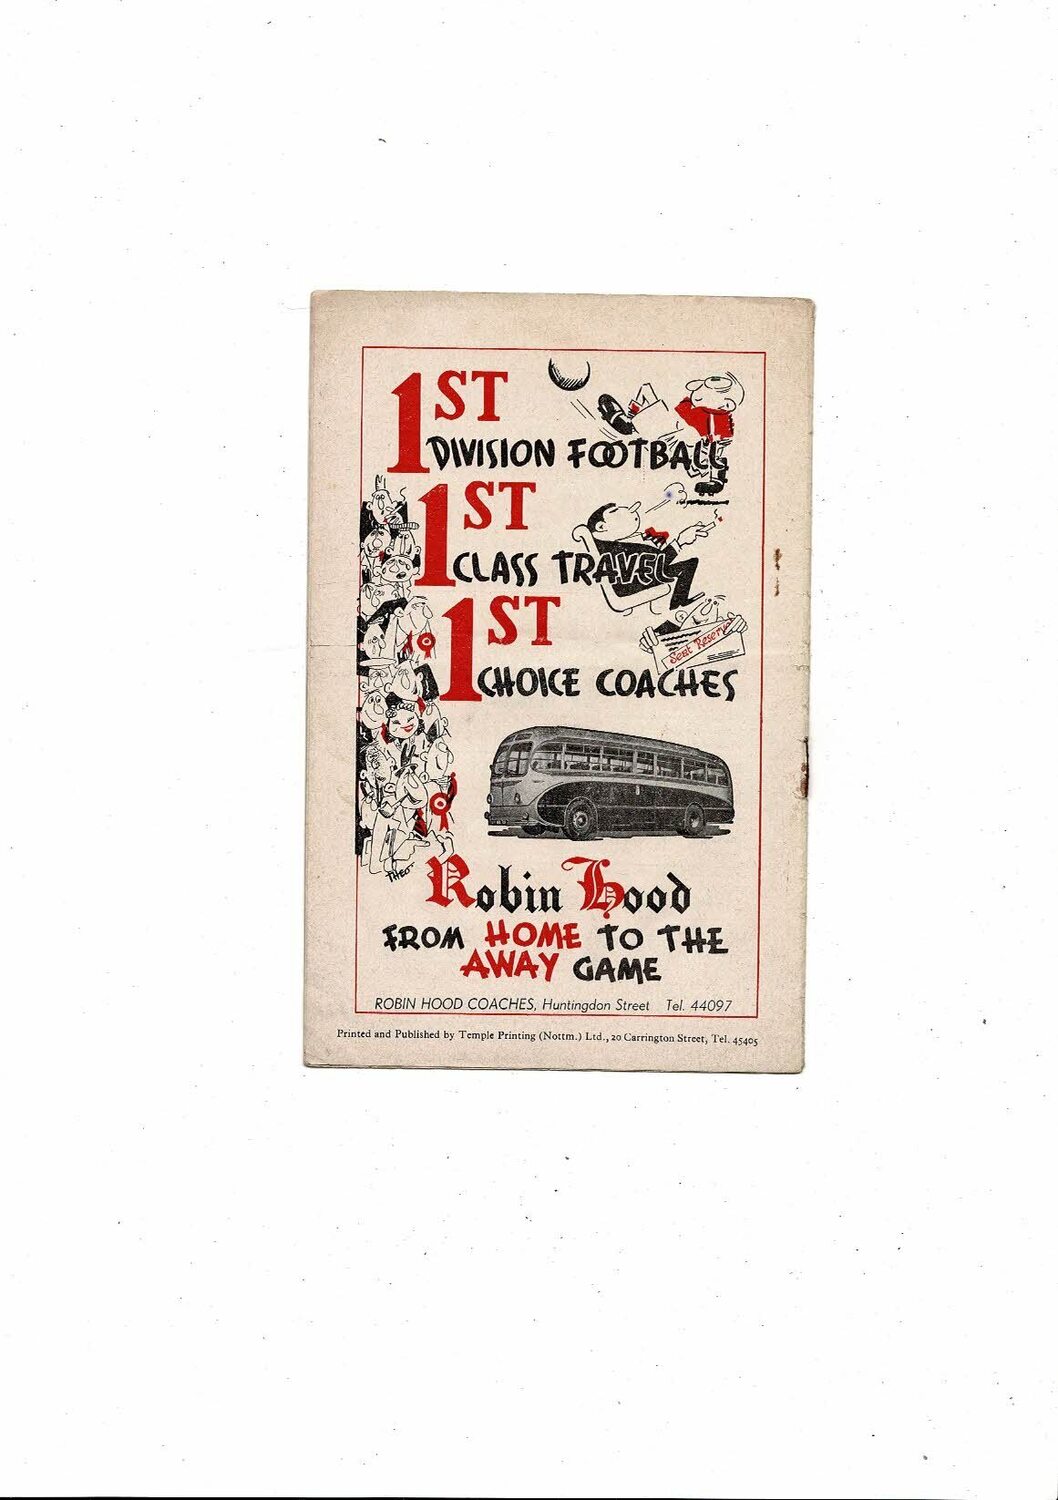 1ST
DIVISION FOOTBALL
1ST
CLASS TRAVEL
1ST
Seat Reserved
CHOICE COACHES
THEO
Robin Hood
FROM HOME TO THE
AWAY GAME
ROBIN HOOD COACHES, Huntingdon Street Tel. 44097
Printed and Published by Temple Printing (Nottm.) Ltd., 20 Carrington Street, Tel. 45405